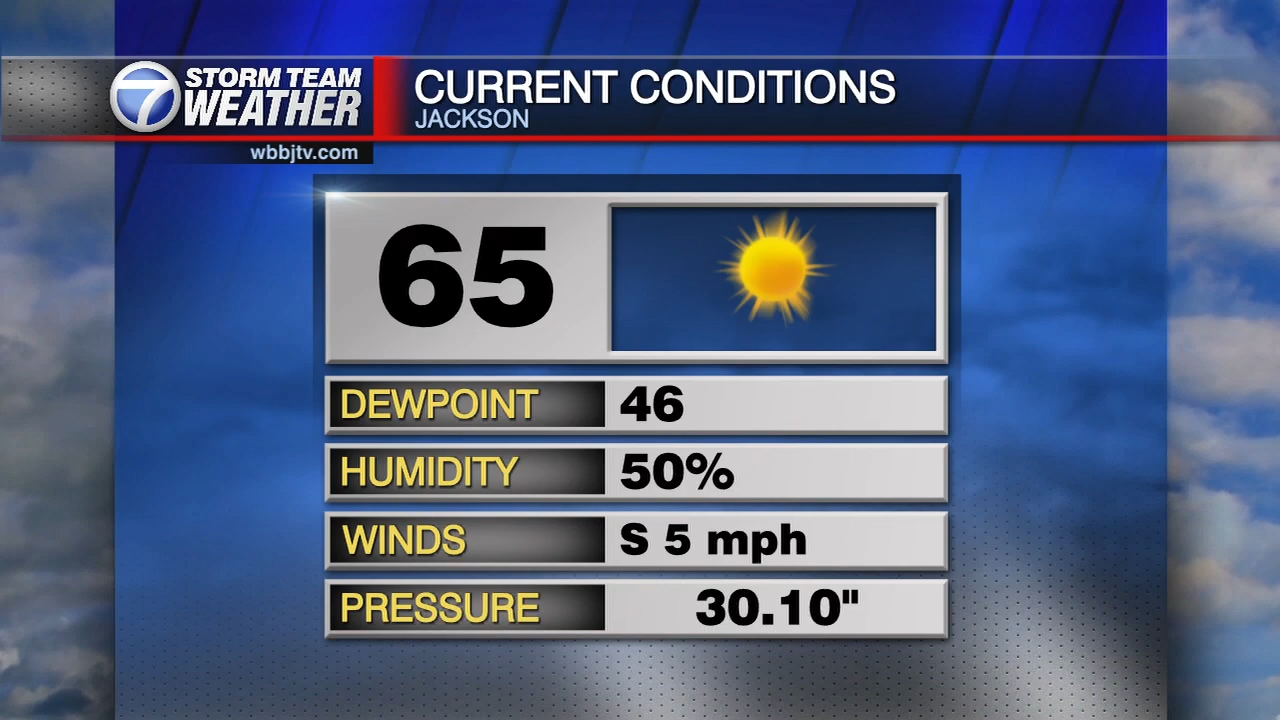 7 STORM TEAM
WEATHER
wbbjtv.com
CURRENT CONDITIONS
JACKSON
65
DEWPOINT 46
HUMIDITY 50%
WINDS S 5 mph
PRESSURE 30.10"